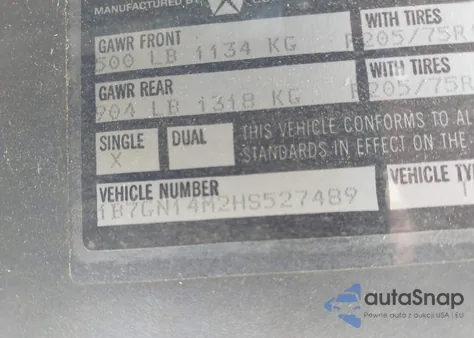 MANUFACTURED BY
GAWR FRONT
WITH TIRES
500 LB 1134 KG
P205/75R
GAWR REAR
WITH TIRES
904 LB 1318 KG
P205/75R
SINGLE
DUAL
X
THIS VEHICLE CONFORMS TO AL
STANDARDS IN EFFECT ON THE
VEHICLE NUMBER
VEHICLE TY
1B7GN14M2HS527489
autaSnap
Pewne auta z aukcji USA i EU